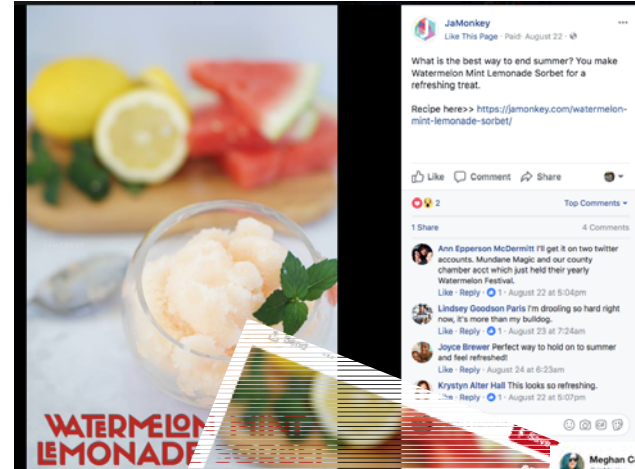 JaMonkey
Like This Page · Paid · August 22 ·
What is the best way to end summer? You make
Watermelon Mint Lemonade Sorbet for a
refreshing treat.
Recipe here>> https://jamonkey.com/watermelon-
mint-lemonade-sorbet/
Like Comment Share
2 Top Comments
1 Share 4 Comments
Ann Epperson McDermitt I'll get it on two twitter
accounts. Mundane Magic and our county
chamber acct which just held their yearly
Watermelon Festival.
Like · Reply · 1 · August 22 at 5:04pm
Lindsey Goodson Paris I'm drooling so hard right
now, it's more than my bulldog.
Like · Reply · 1 · August 23 at 7:24am
Joyce Brewer Perfect way to hold on to summer
and feel refreshed!
Like · Reply · August 24 at 6:23am
Krystyn Alter Hall This looks so refreshing.
Like · Reply · 1 · August 22 at 5:07pm
Send
WATERMELON MINT
LEMONADE
Meghan C